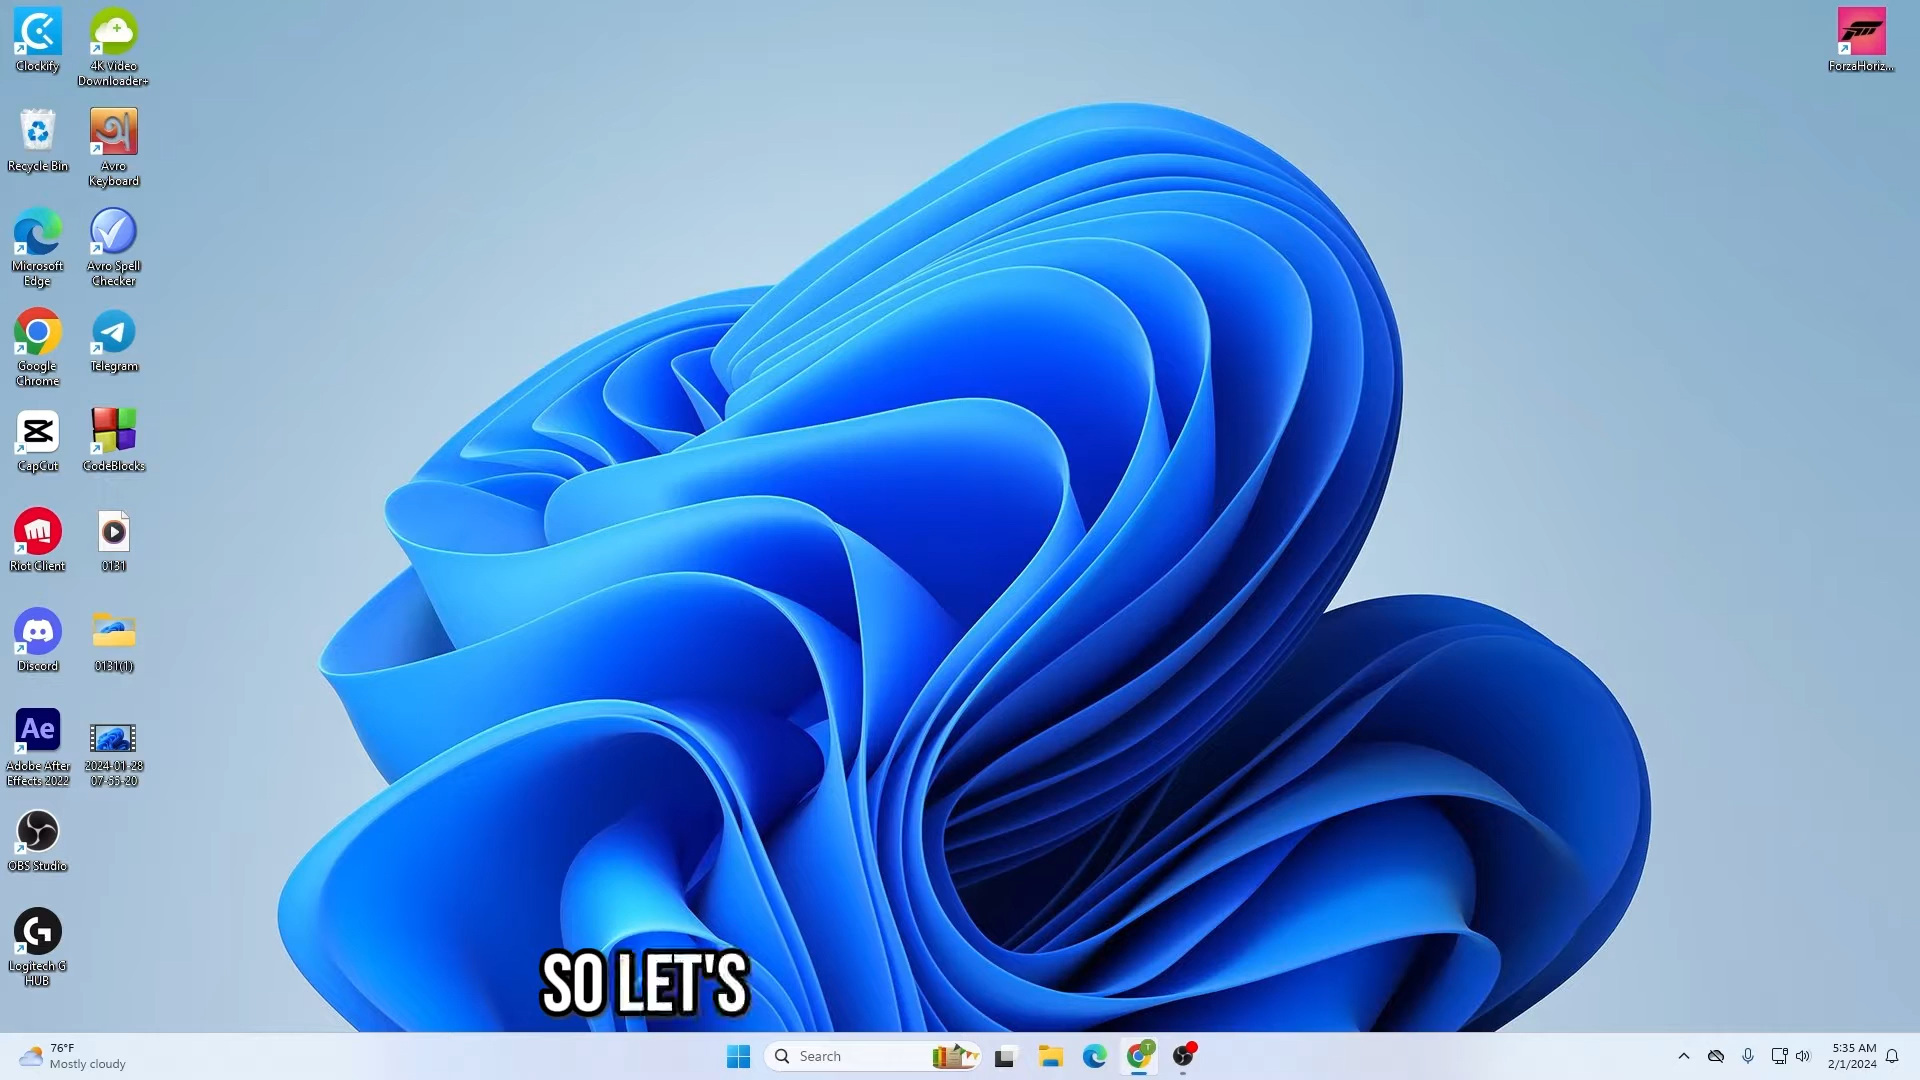 Clockify
4K Video
Downloader+
ForzaHoriz...
Recycle Bin
Avro
Keyboard
Microsoft
Edge
Avro Spell
Checker
Google
Chrome
Telegram
CapCut
CodeBlocks
Riot Client
0131
Discord
0131(1)
Ae
Adobe After
Effects 2022
2024-01-28
07-55-20
OBS Studio
Logitech G
HUB
SO LET'S
76°F
Mostly cloudy
Search
T
5:35 AM
2/1/2024